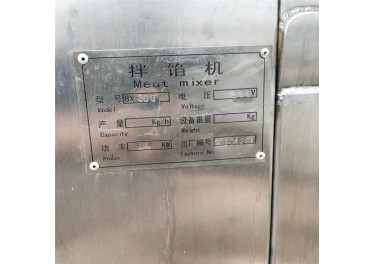 拌馅机
Meat mixer
型号 BX 电压 V
Model Voltage
产量 Kg/h 设备重量 Kg
Capacity Weight
功率 KW 出厂编号
Power Factory No